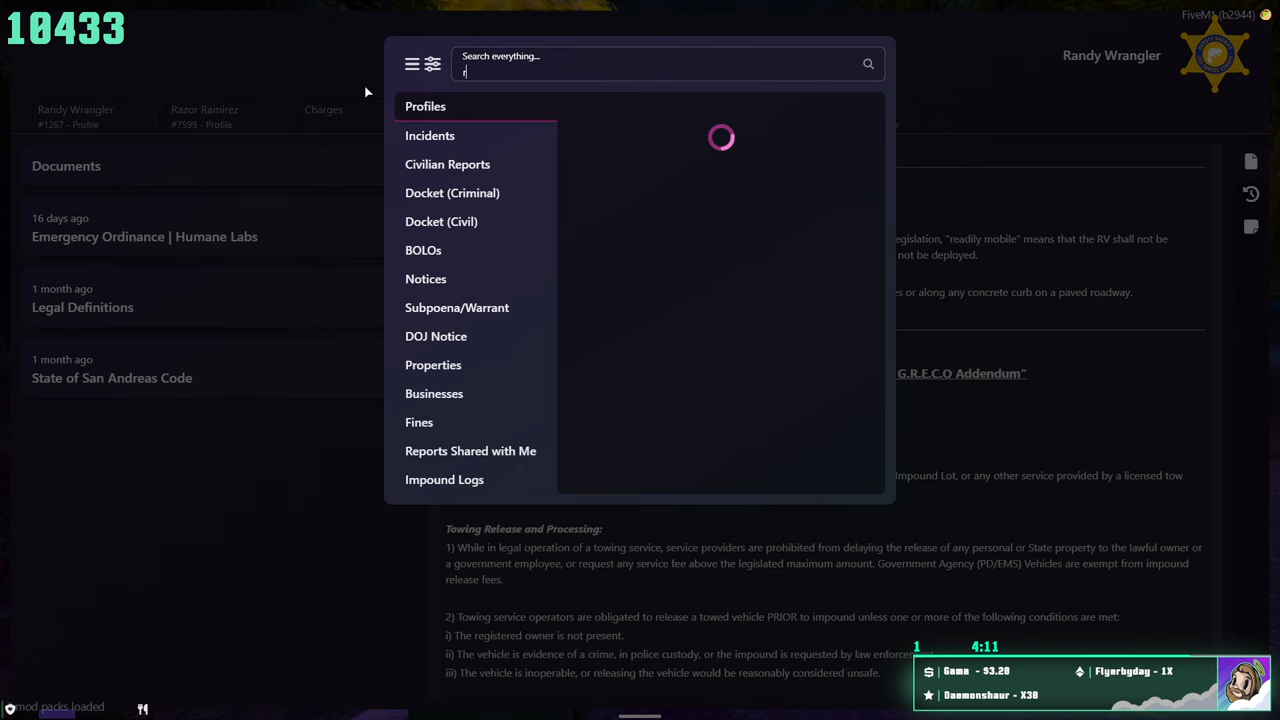 10433
FiveM® (b2944)
Search everything...
r
Randy Wrangler
Randy Wrangler
#1267 - Profile
Razor Ramirez
#7599 - Profile
Charges
Profiles
Incidents
Civilian Reports
Docket (Criminal)
Docket (Civil)
BOLOs
Notices
Subpoena/Warrant
DOJ Notice
Properties
Businesses
Fines
Reports Shared with Me
Impound Logs
Documents
16 days ago
Emergency Ordinance | Humane Labs
1 month ago
Legal Definitions
1 month ago
State of San Andreas Code
egislation, "readily mobile" means that the RV shall not be
not be deployed.
es or along any concrete curb on a paved roadway.
G.R.E.C.O Addendum"
Impound Lot, or any other service provided by a licensed tow
Towing Release and Processing:
1) While in legal operation of a towing service, service providers are prohibited from delaying the release of any personal or State property to the lawful owner or
a government employee, or request any service fee above the legislated maximum amount. Government Agency (PD/EMS) Vehicles are exempt from impound
release fees.
2) Towing service operators are obligated to release a towed vehicle PRIOR to impound unless one or more of the following conditions are met:
i) The registered owner is not present.
ii) The vehicle is evidence of a crime, in police custody, or the impound is requested by law enforcement.
iii) The vehicle is inoperable, or releasing the vehicle would be reasonably considered unsafe.
mod packs loaded
1 4:11
Gama - 93.20
Flyerbyday - 1X
Daemonshaur - X30